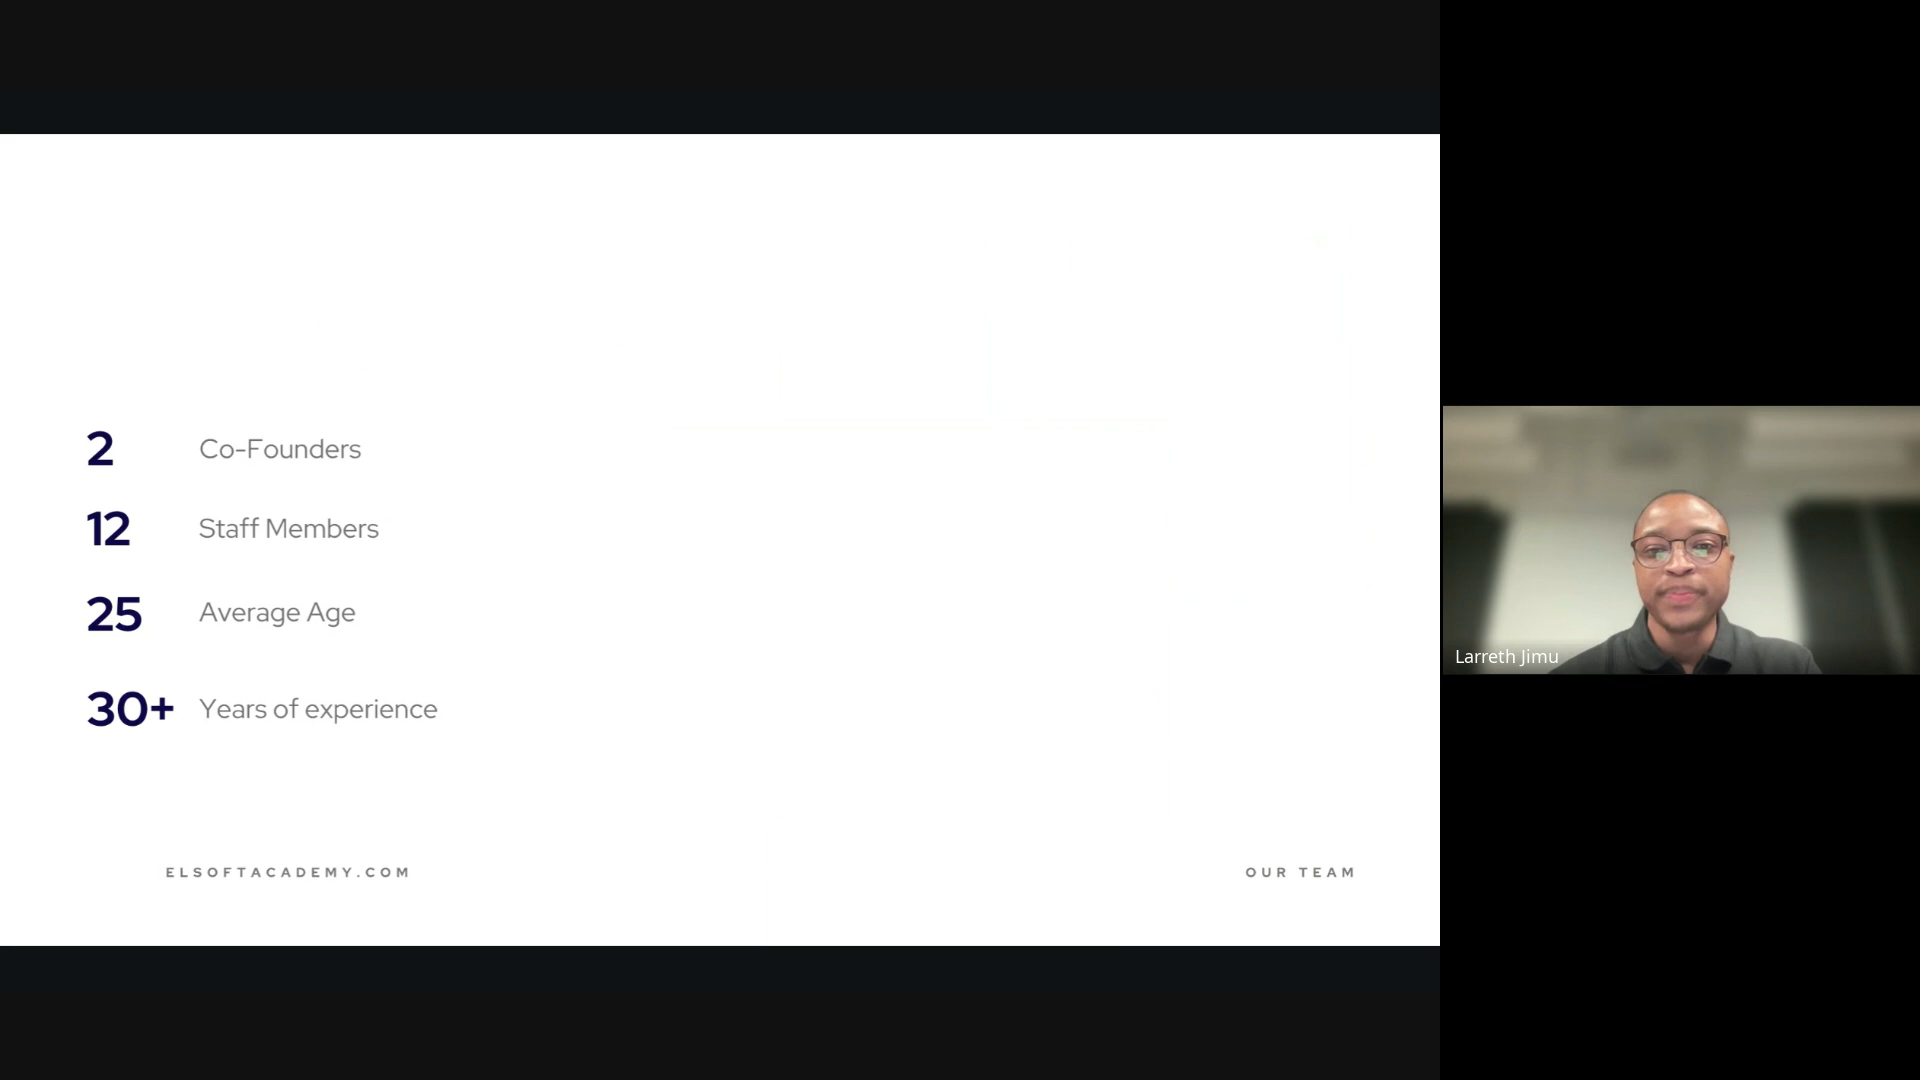 2 Co-Founders
12 Staff Members
25 Average Age
30+ Years of experience
ELSOFTACADEMY.COM
OUR TEAM
Larreth Jimu